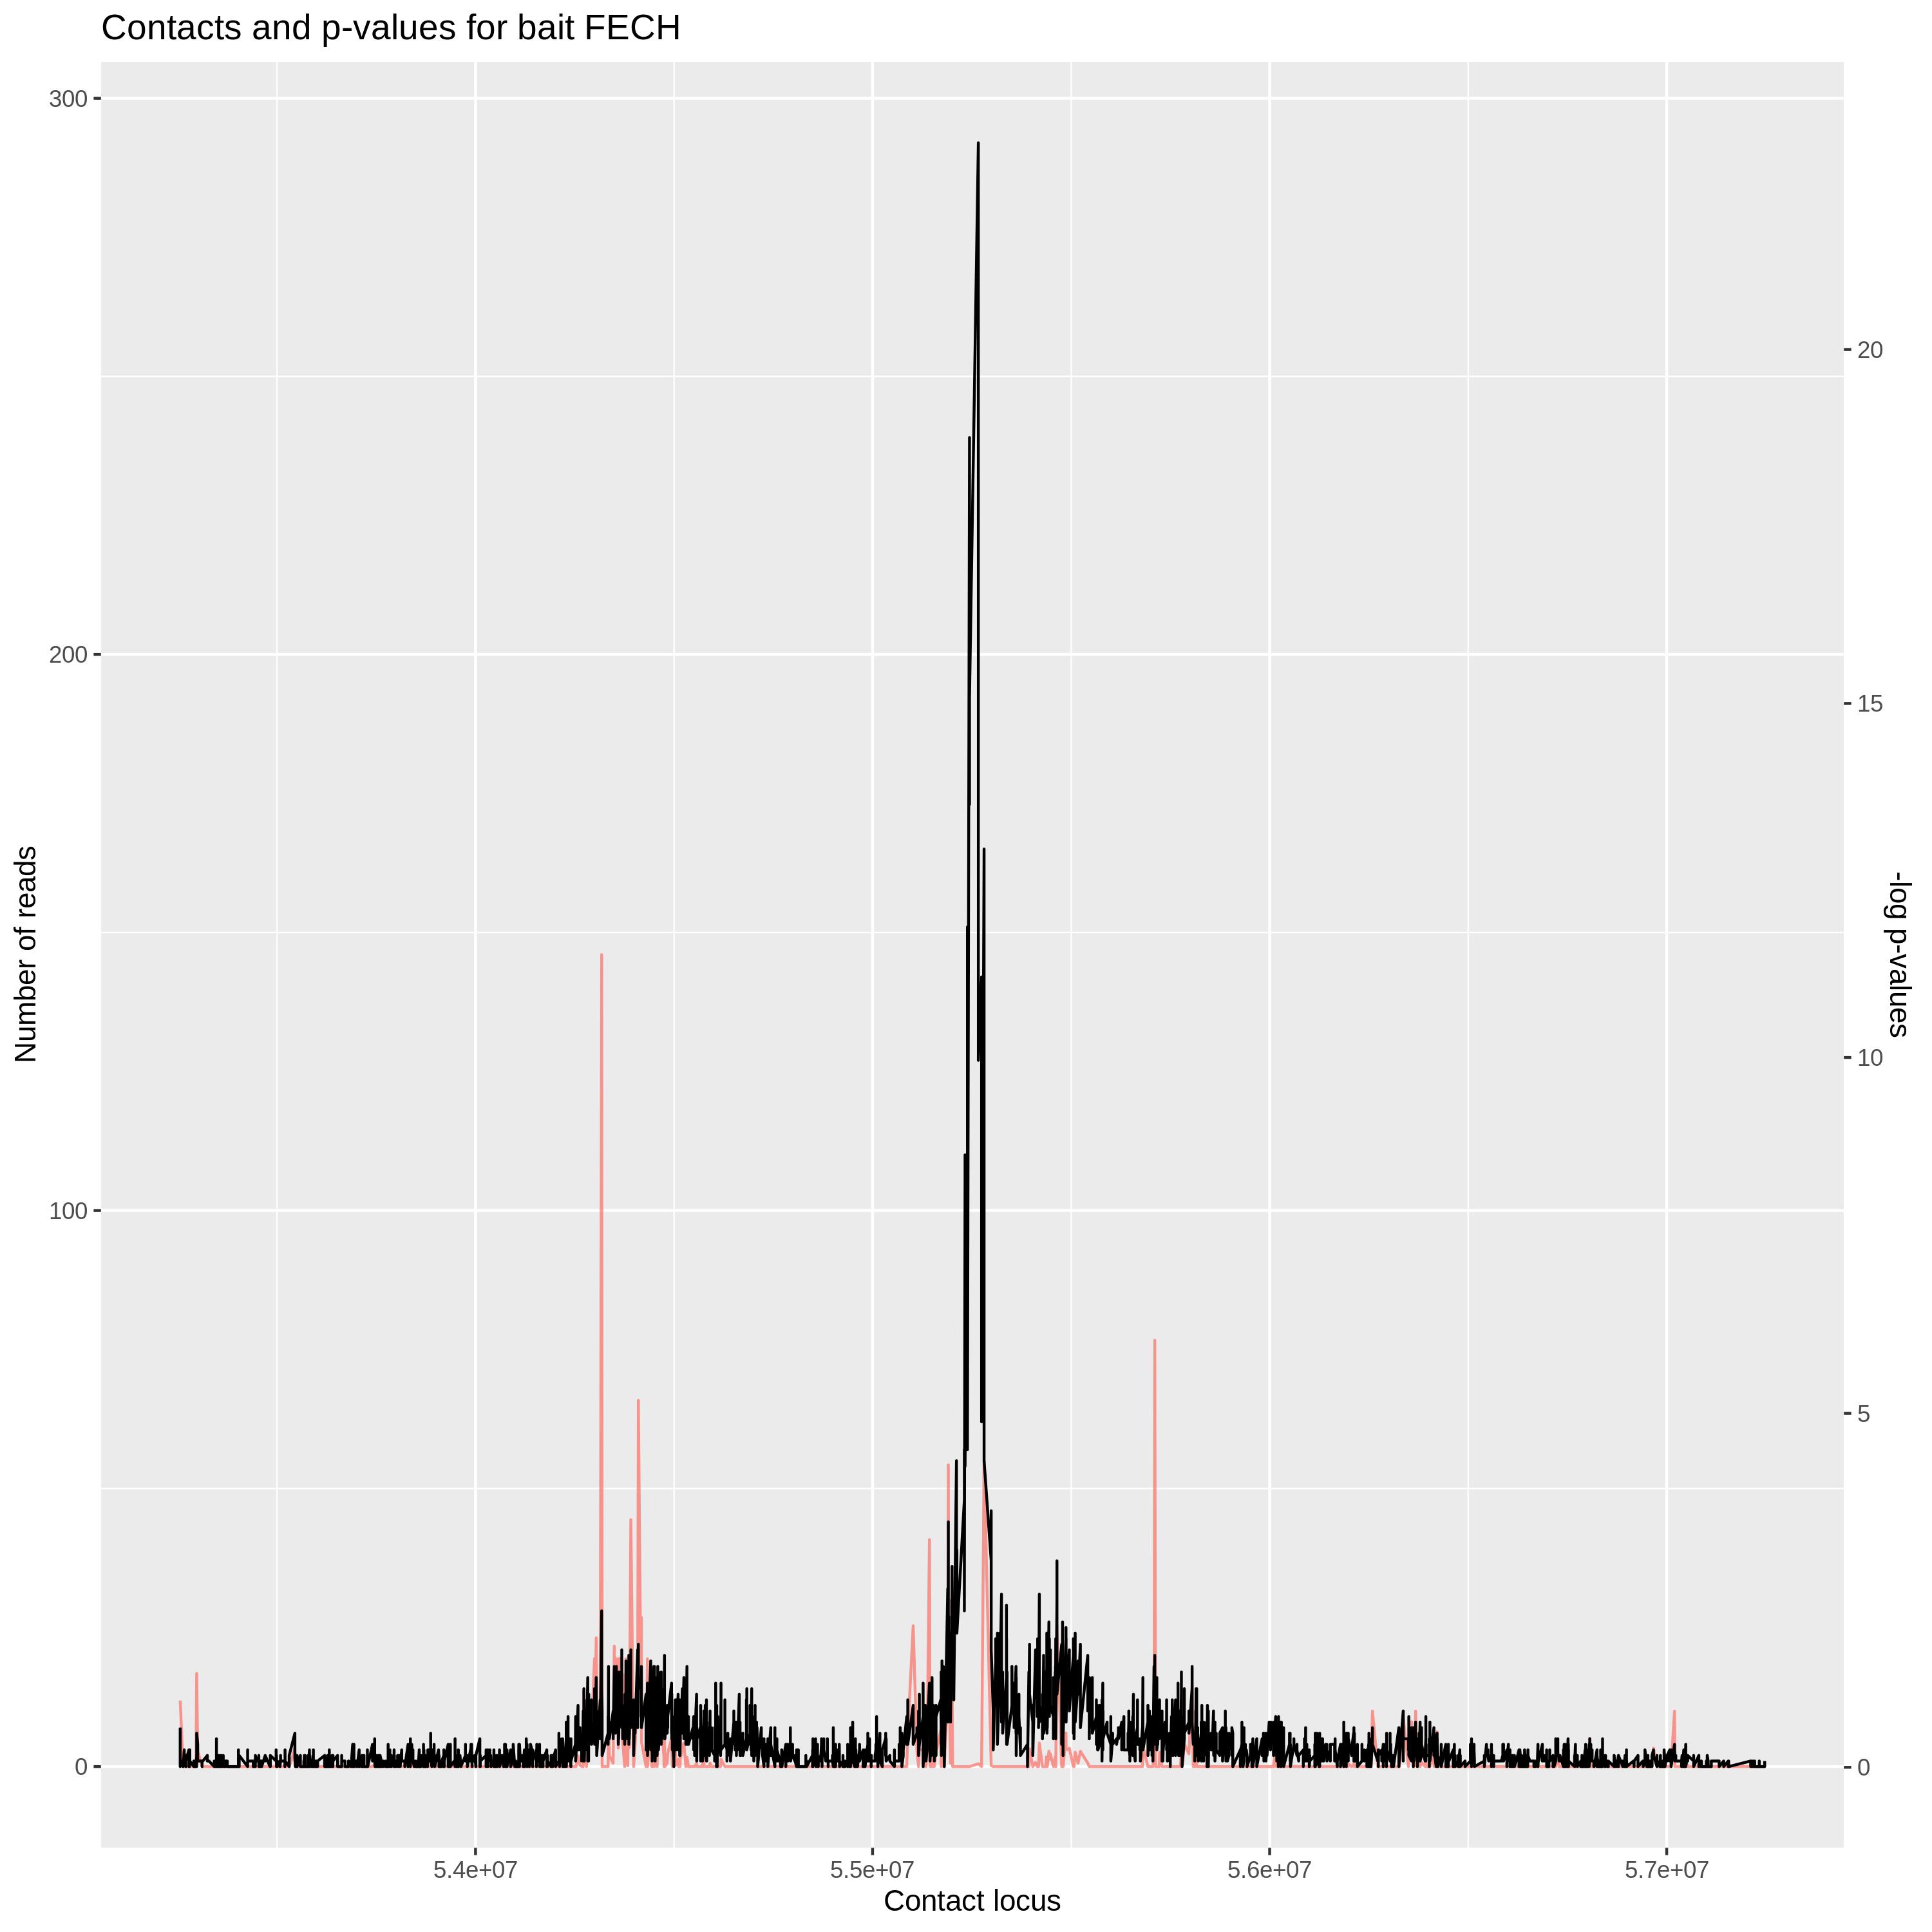 Contacts and p-values for bait FECH
300
200
100
0
20
15
10
5
0
Number of reads
-log p-values
5.4e+07 5.5e+07 5.6e+07 5.7e+07
Contact locus